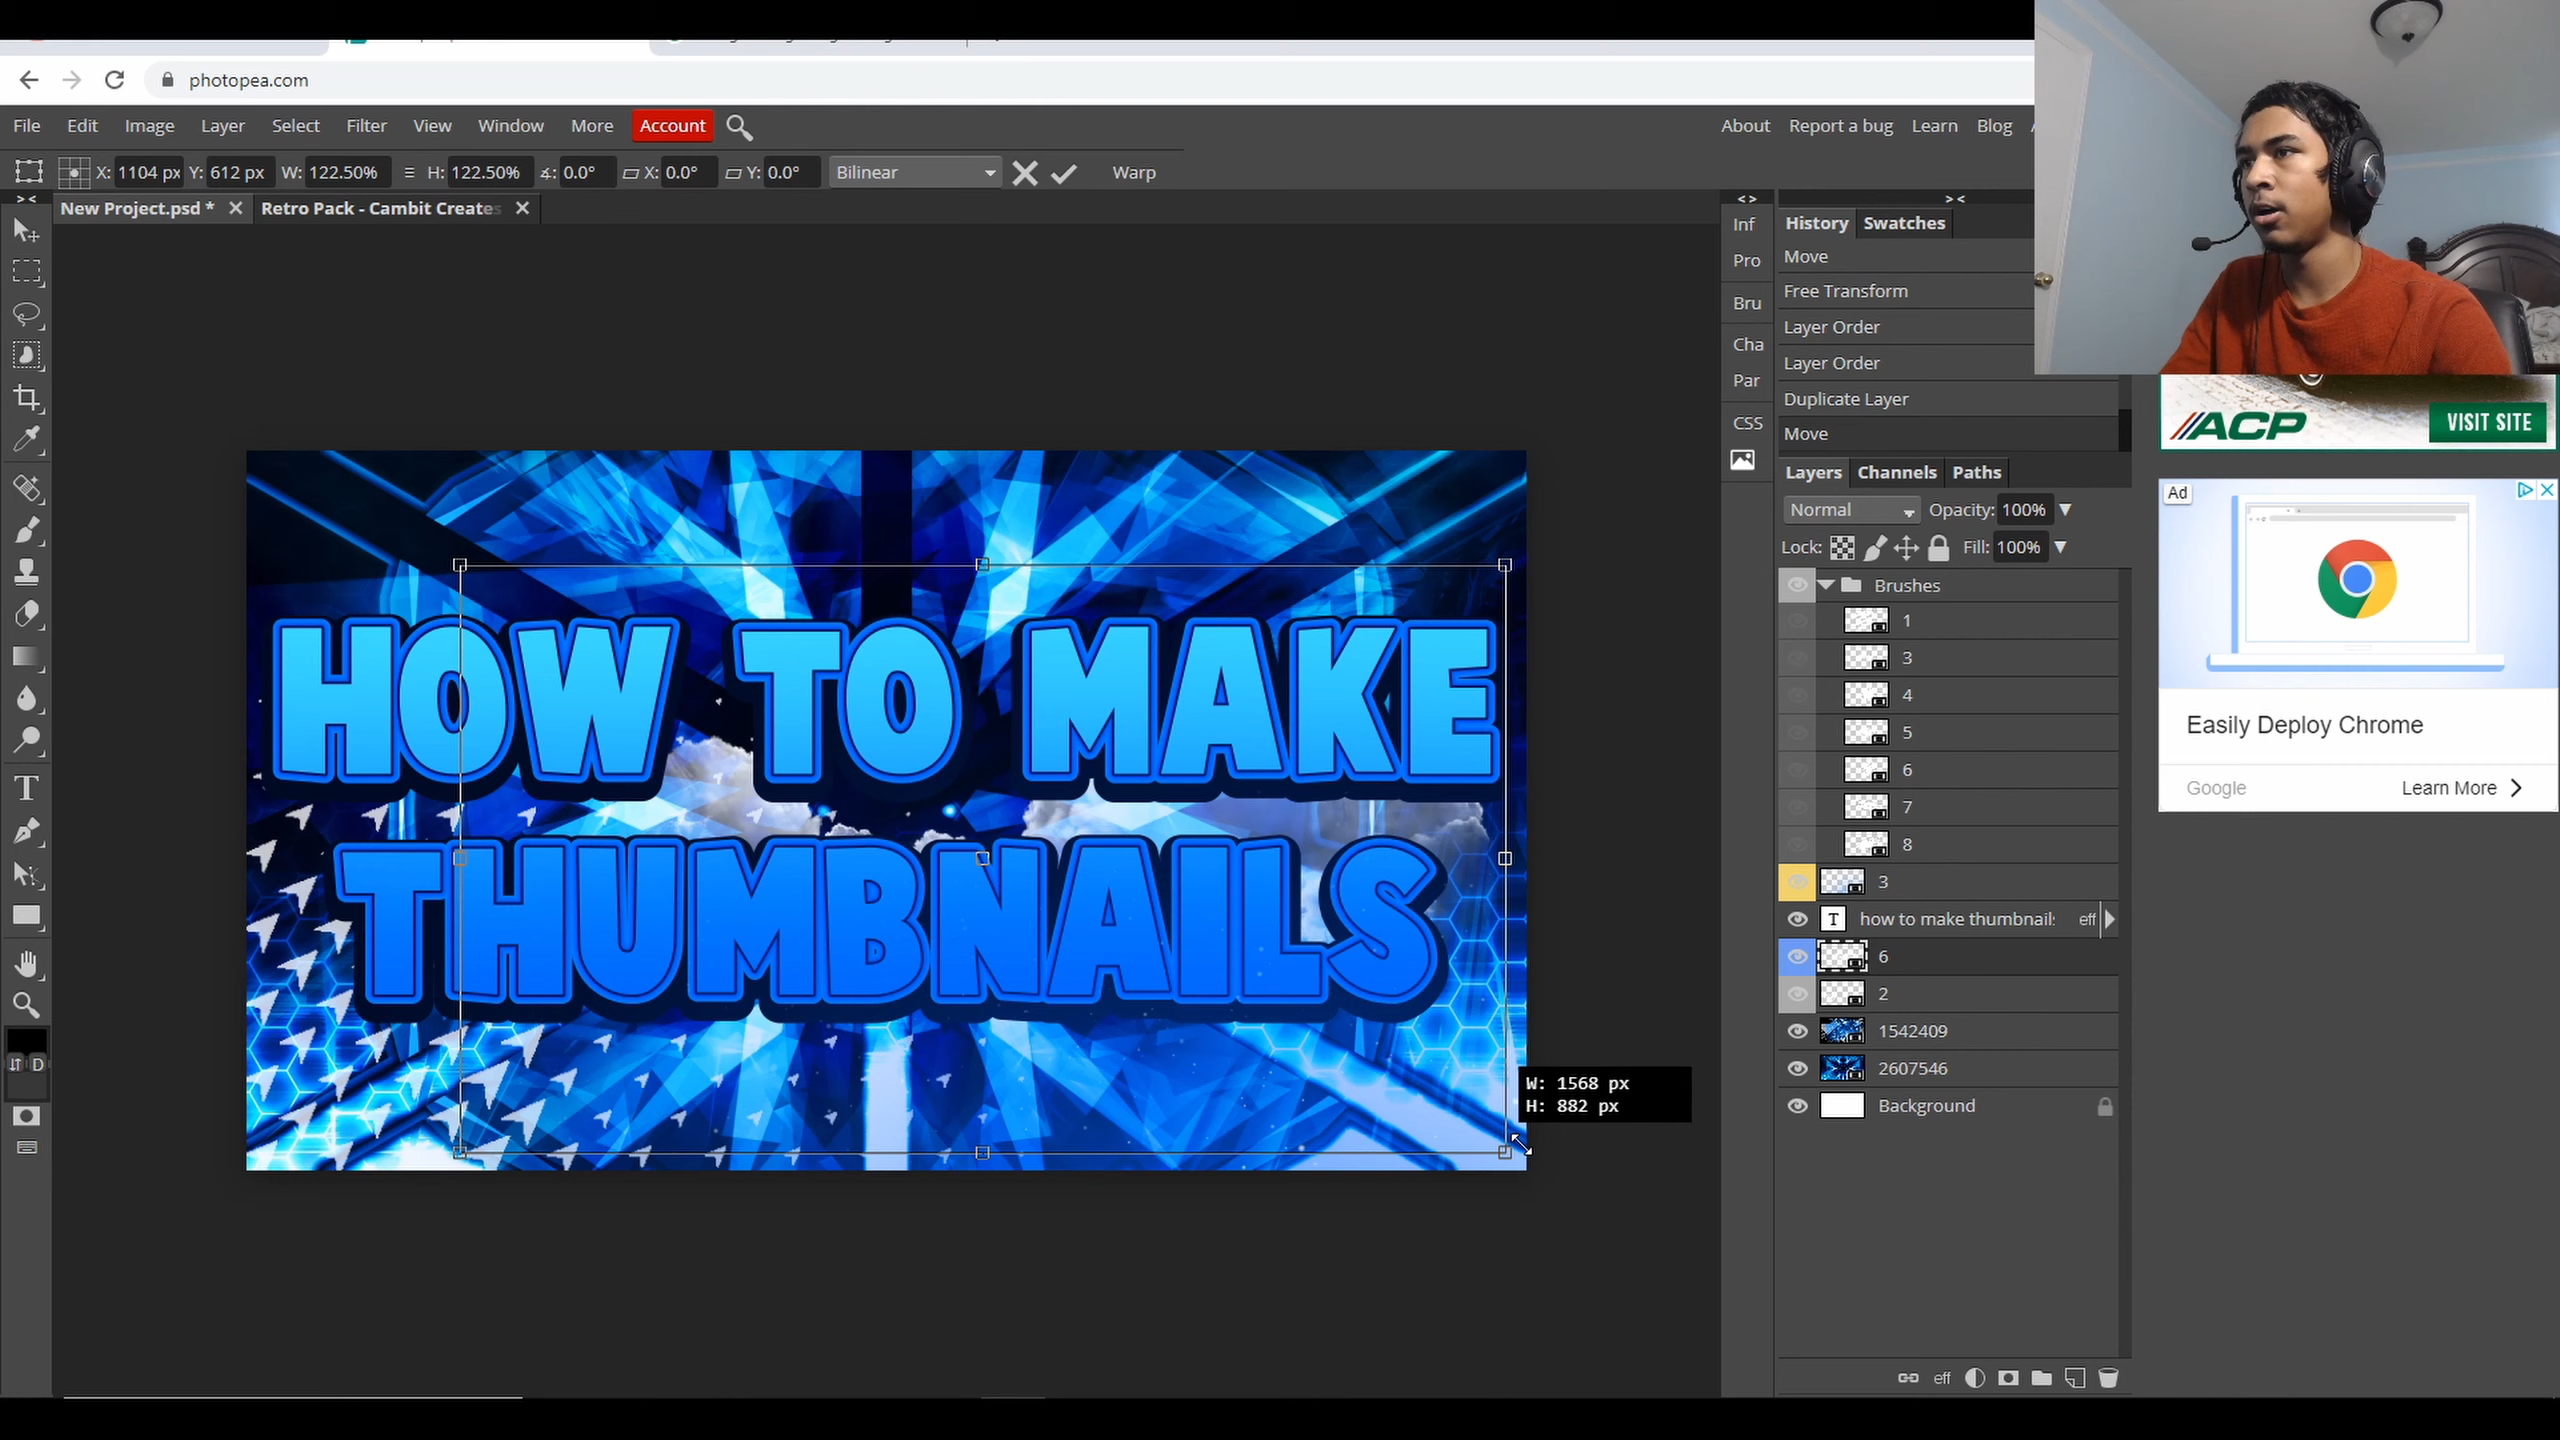 photopea.com
File Edit Image Layer Select Filter View Window More Account
About Report a bug Learn Blog
X: 1104 px Y: 612 px W: 122.50% H: 122.50% 0.0° X: 0.0° Y: 0.0° Bilinear Warp
New Project.psd * Retro Pack - Cambit Creates
> <
< >
> <
Inf
Pro
Bru
Cha
Par
CSS
History Swatches
Move
Free Transform
Layer Order
Layer Order
Duplicate Layer
Move
Layers Channels Paths
Normal Opacity: 100%
Lock: Fill: 100%
Brushes
1
3
4
5
6
7
8
3
T how to make thumbnail: eff
6
2
1542409
2607546
Background
eff
HOW TO MAKE
THUMBNAILS
W: 1568 px
H: 882 px
T
D
ACP
VISIT SITE
Ad
Easily Deploy Chrome
Google Learn More